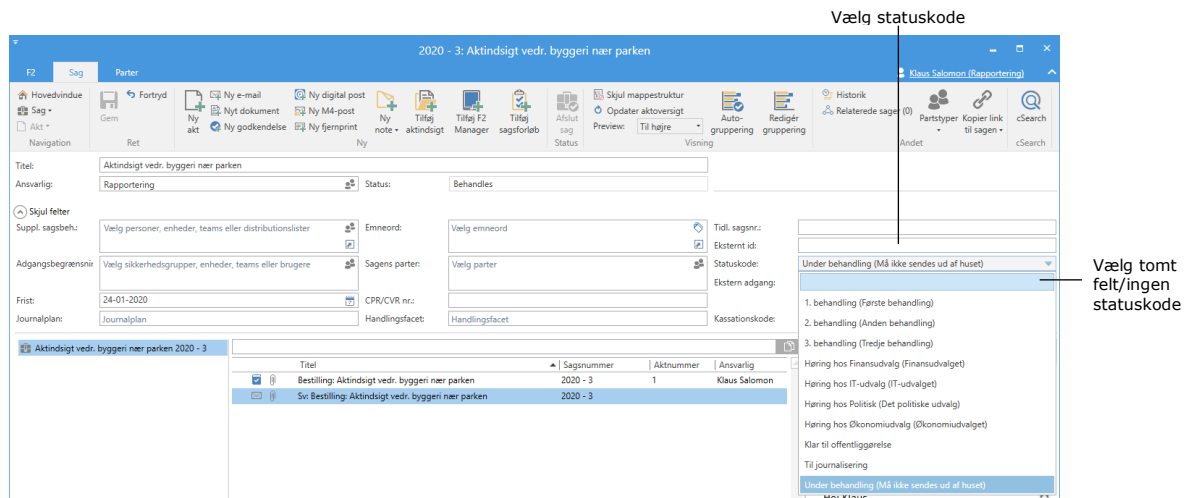 Vælg statuskode
2020 - 3: Aktindsigt vedr. byggeri nær parken
F2 Sag Parter Klaus Salomon (Rapportering)
Hovedvindue Fortryd Ny e-mail Ny digital post Skjul mappestruktur Historik
Sag Nyt dokument Ny M4-post Opdater aktoversigt Relaterede sager (0)
Akt Gem Ny akt Ny godkendelse Ny fjernprint Ny note Tilføj aktindsigt Tilføj F2 Manager Tilføj sagsforløb Afslut sag Preview: Til højre Auto-gruppering Redigér gruppering Partstyper Kopier link til sagen cSearch
Navigation Ret Ny Status Visning Andet cSearch
Titel: Aktindsigt vedr. byggeri nær parken
Ansvarlig: Rapportering Status: Behandles
Skjul felter
Suppl. sagsbeh.: Vælg personer, enheder, teams eller distributionslister Emneord: Vælg emneord Tidl. sagsnr.:
Eksternt id:
Adgangsbegrænsnin Vælg sikkerhedsgrupper, enheder, teams eller brugere Sagens parter: Vælg parter Statuskode: Under behandling (Må ikke sendes ud af huset)
Ekstern adgang:
Vælg tomt
felt/ingen
statuskode
Frist: 24-01-2020 CPR/CVR nr.:
Journalplan: Journalplan Handlingsfacet: Handlingsfacet Kassationskode:
1. behandling (Første behandling)
2. behandling (Anden behandling)
3. behandling (Tredje behandling)
Høring hos Finansudvalg (Finansudvalget)
Høring hos IT-udvalg (IT-udvalget)
Høring hos Politisk (Det politiske udvalg)
Høring hos Økonomiudvalg (Økonomiudvalget)
Klar til offentliggørelse
Til journalisering
Under behandling (Må ikke sendes ud af huset)
Aktindsigt vedr. byggeri nær parken 2020 - 3
Titel Sagsnummer Aktnummer Ansvarlig
Bestilling: Aktindsigt vedr. byggeri nær parken 2020 - 3 1 Klaus Salomon
Sv: Bestilling: Aktindsigt vedr. byggeri nær parken 2020 - 3
Hej Klaus